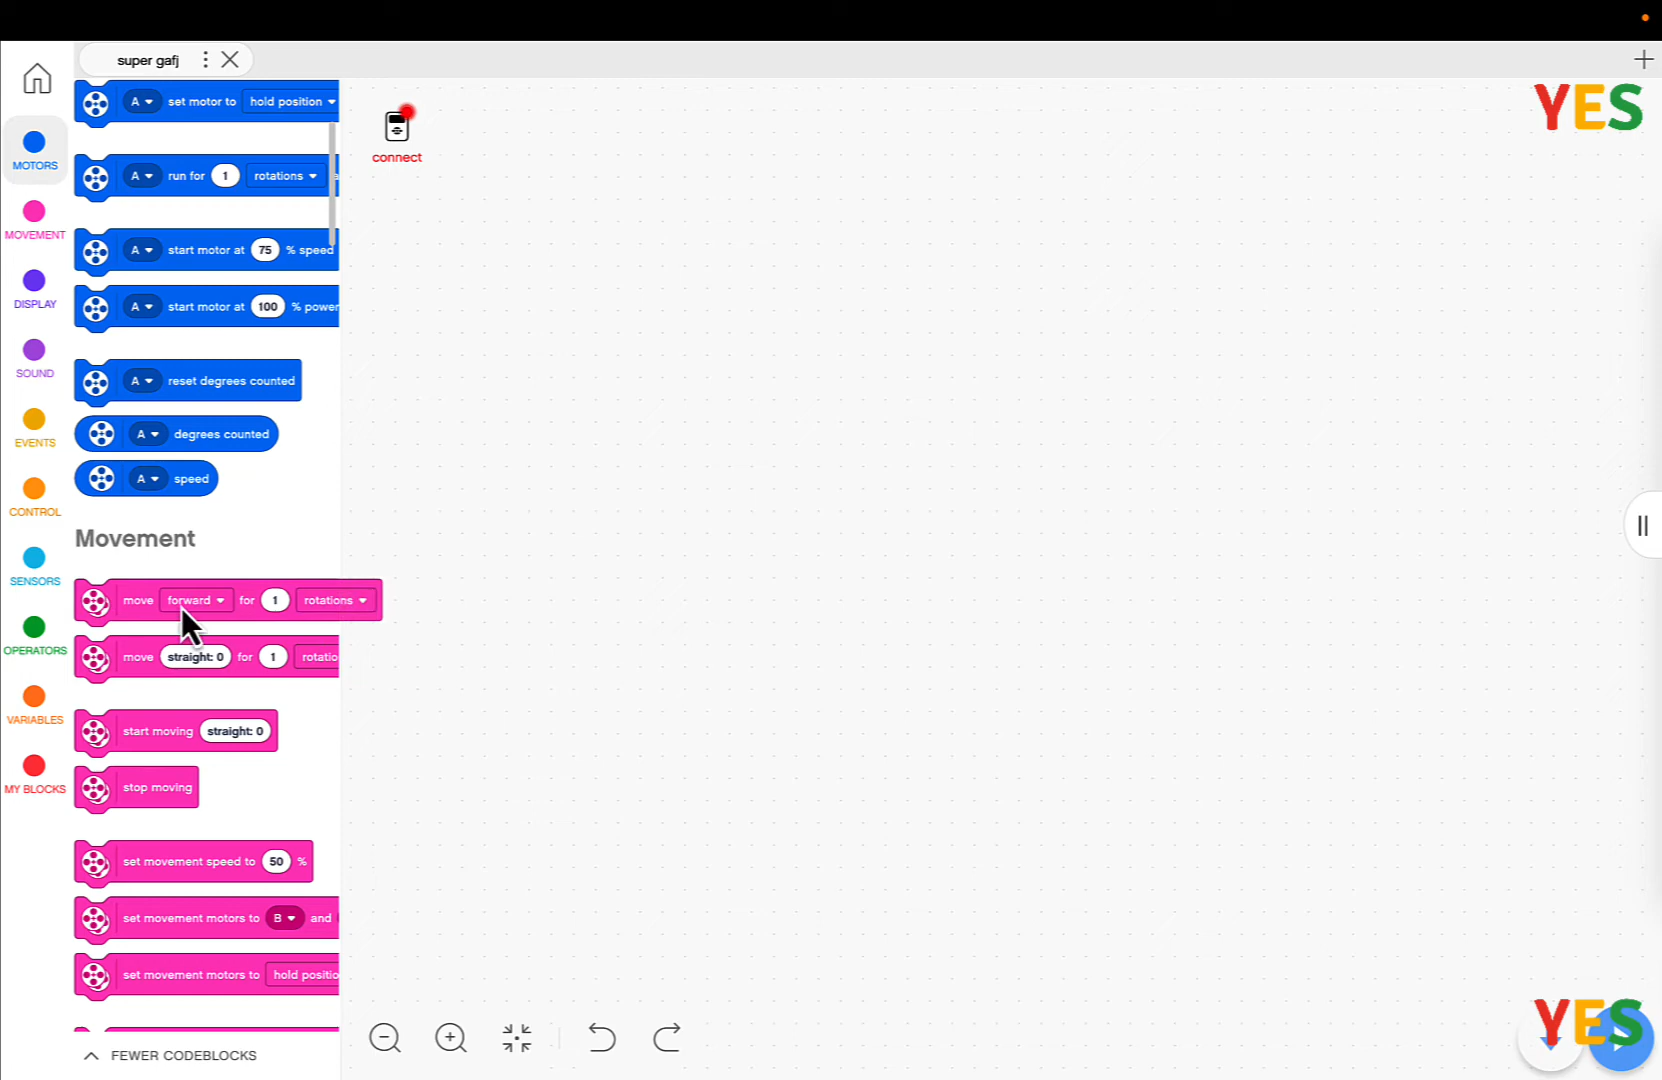 super gafj
YES
MOTORS
MOVEMENT
DISPLAY
SOUND
EVENTS
CONTROL
SENSORS
OPERATORS
VARIABLES
MY BLOCKS
A set motor to hold position
A run for 1 rotations
A start motor at 75 % speed
A start motor at 100 % power
A reset degrees counted
A degrees counted
A speed
Movement
move forward for 1 rotations
move straight: 0 for 1 rotatio
start moving straight: 0
stop moving
set movement speed to 50 %
set movement motors to B and
set movement motors to hold positio
FEWER CODEBLOCKS
connect
YES